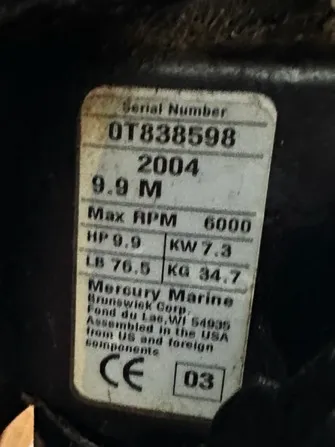 Serial Number
0T838598
2004
9.9 M
Max RPM 6000
HP 9.9 KW 7.3
LB 76.5 KG 34.7
Mercury Marine
Brunswick Corp.
Fond du Lac, WI 54935
Assembled in the USA
from US and foreign
components
CE 03